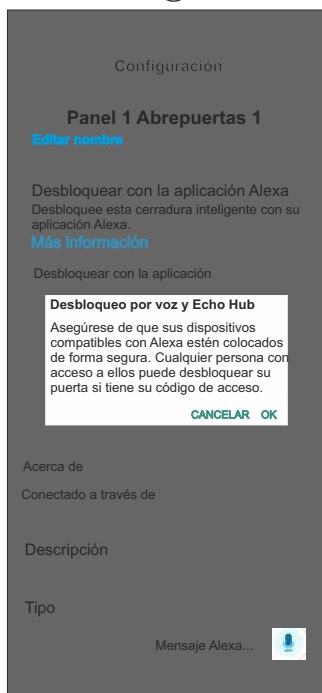 Configuración
Panel 1 Abrepuertas 1
Editar nombre
Desbloquear con la aplicación Alexa
Desbloquee esta cerradura inteligente con su
aplicación Alexa.
Más información
Desbloquear con la aplicación
Desbloqueo por voz y Echo Hub
Asegúrese de que sus dispositivos
compatibles con Alexa estén colocados
de forma segura. Cualquier persona con
acceso a ellos puede desbloquear su
puerta si tiene su código de acceso.
CANCELAR OK
Acerca de
Conectado a través de
Descripción
Tipo
Mensaje Alexa...